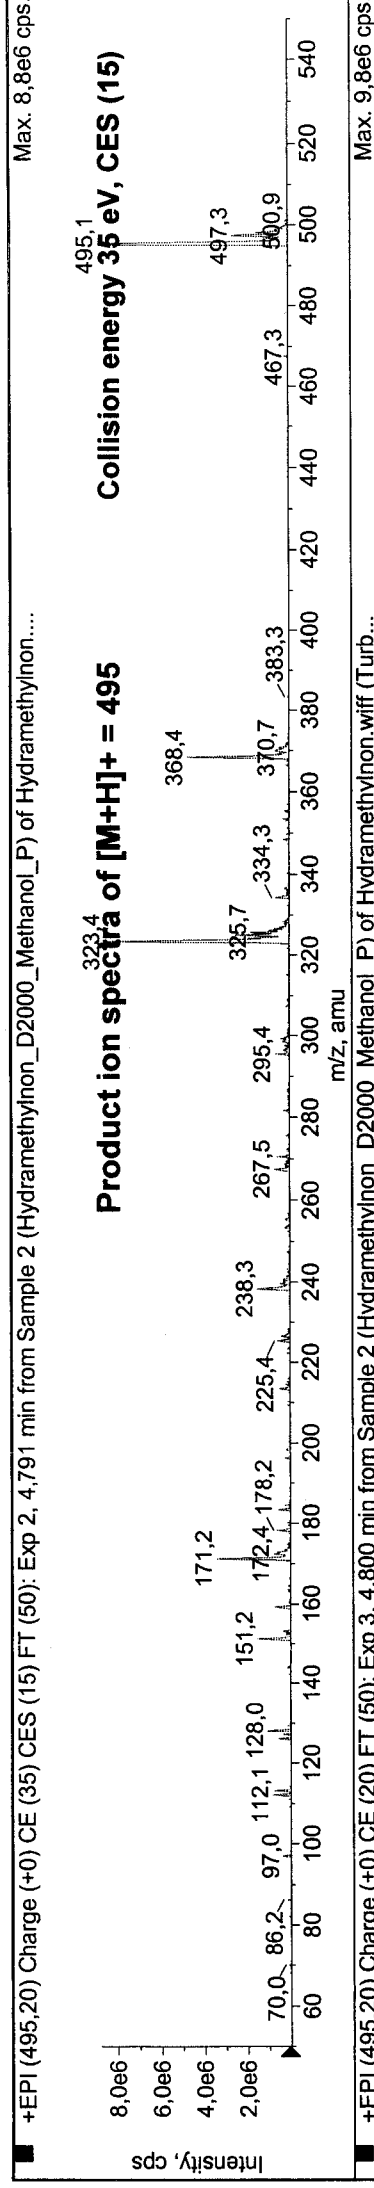 +EPI (495,20) Charge (+0) CE (35) CES (15) FT (50): Exp 2, 4,791 min from Sample 2 (Hydramethylnon_D2000_Methanol_P) of Hydramethylnon.... Max. 8,8e6 cps.
Product ion spectra of [M+H]+ = 495
Collision energy 35 eV, CES (15)
Intensity, cps
8,0e6
6,0e6
4,0e6
2,0e6
70,0
86,2
97,0
112,1
128,0
151,2
171,2
172,4
178,2
225,4
238,3
267,5
295,4
323,4
325,7
334,3
368,4
370,7
383,3
467,3
495,1
497,3
500,9
60 80 100 120 140 160 180 200 220 240 260 280 300 320 340 360 380 400 420 440 460 480 500 520 540
m/z, amu
+EPI (495,20) Charge (+0) CE (20) FT (50): Exp 3, 4,800 min from Sample 2 (Hydramethylnon_D2000_Methanol_P) of Hydramethylnon.wiff (Turb... Max. 9,8e6 cps